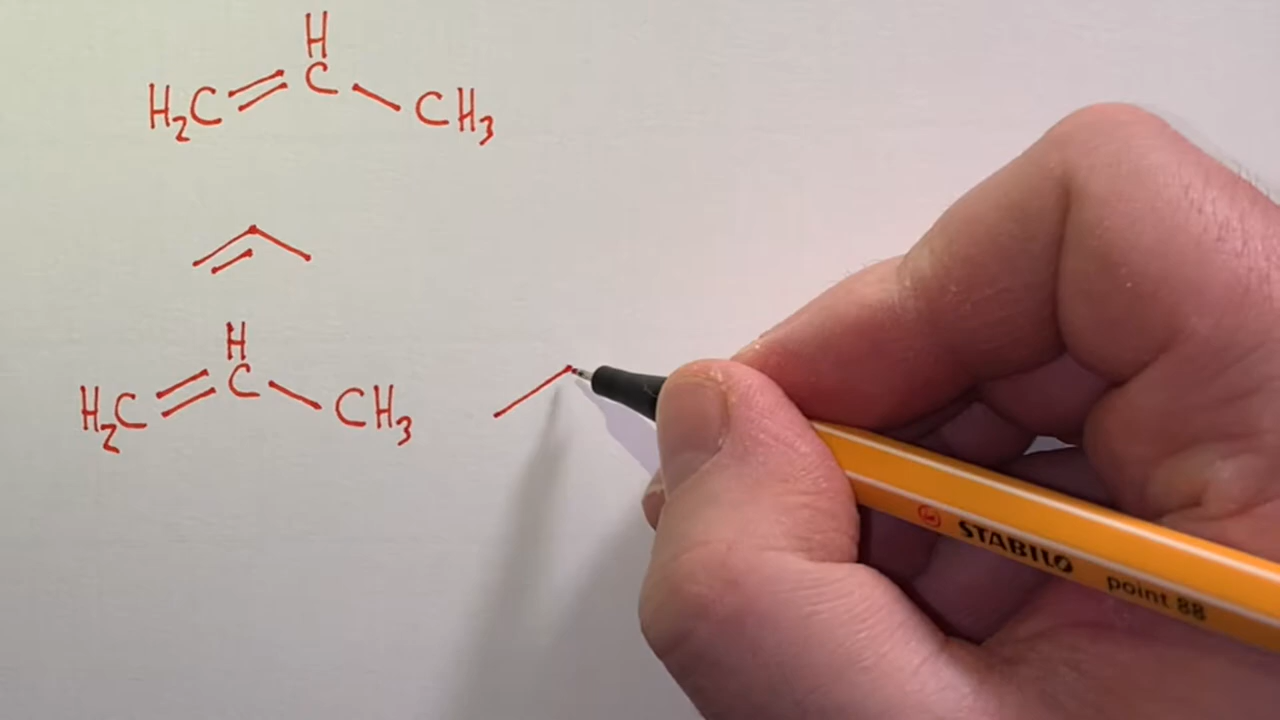 H
H₂C=C-CH₃
H
H₂C=C-CH₃
STABILO point 88